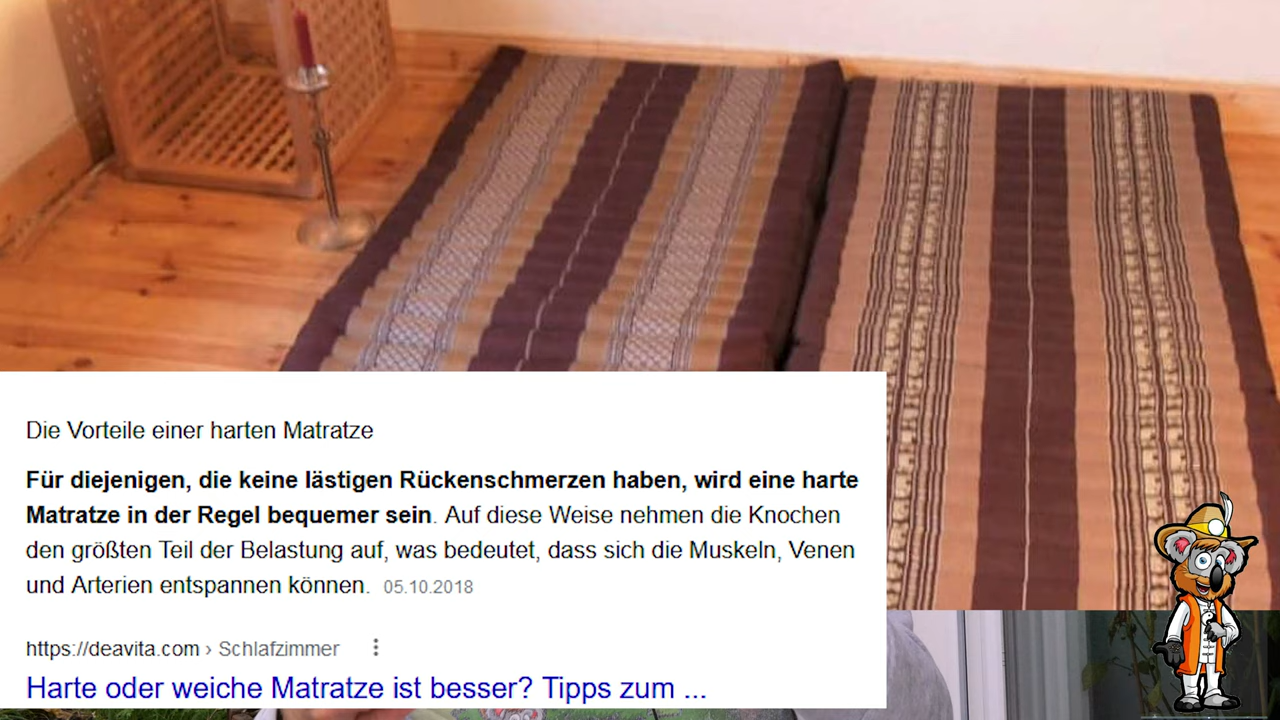 Die Vorteile einer harten Matratze
Für diejenigen, die keine lästigen Rückenschmerzen haben, wird eine harte
Matratze in der Regel bequemer sein. Auf diese Weise nehmen die Knochen
den größten Teil der Belastung auf, was bedeutet, dass sich die Muskeln, Venen
und Arterien entspannen können. 05.10.2018
https://deavita.com › Schlafzimmer
Harte oder weiche Matratze ist besser? Tipps zum ...